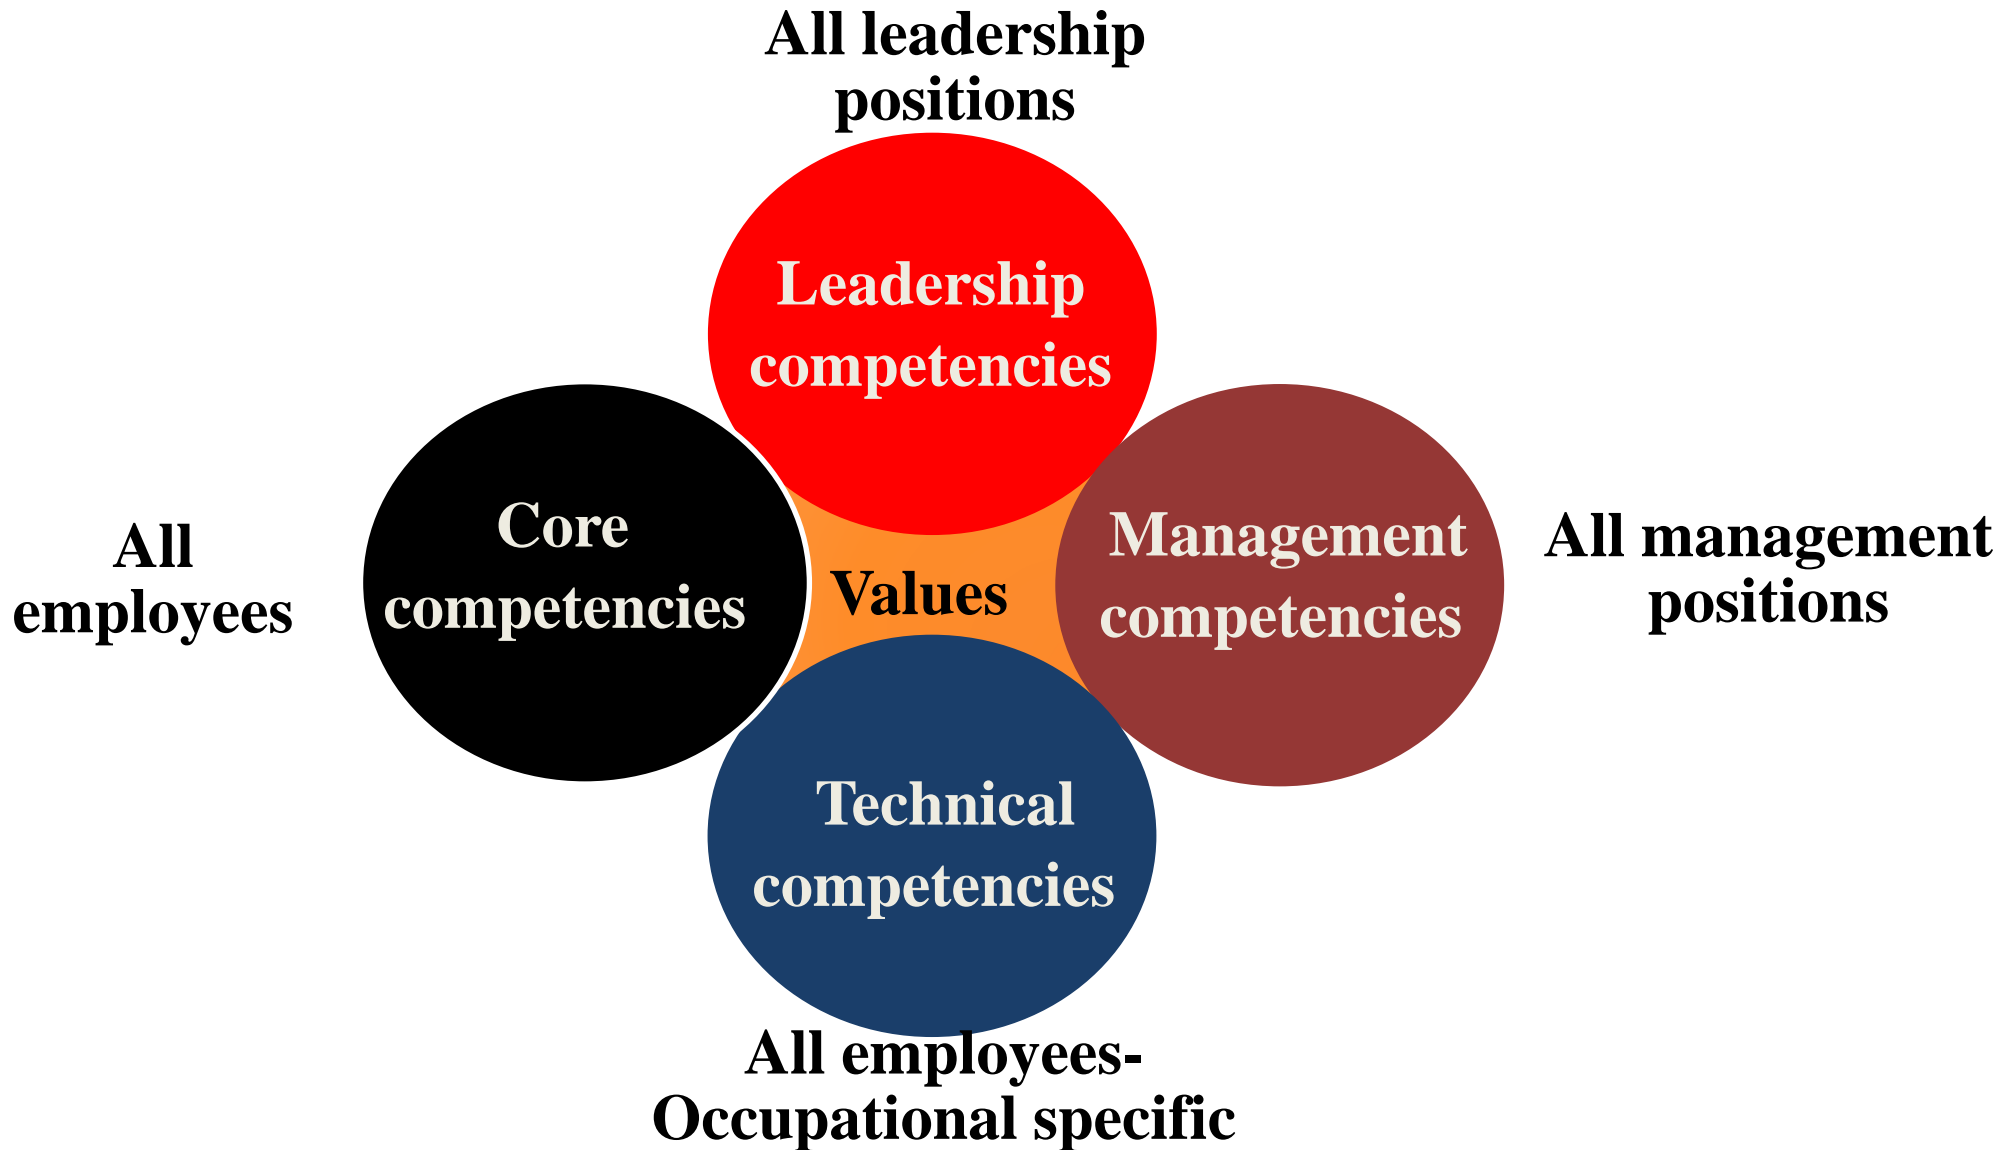 All leadership
positions
Leadership
competencies
Core
competencies
All
employees
Values
Management
competencies
All management
positions
Technical
competencies
All employees-
Occupational specific